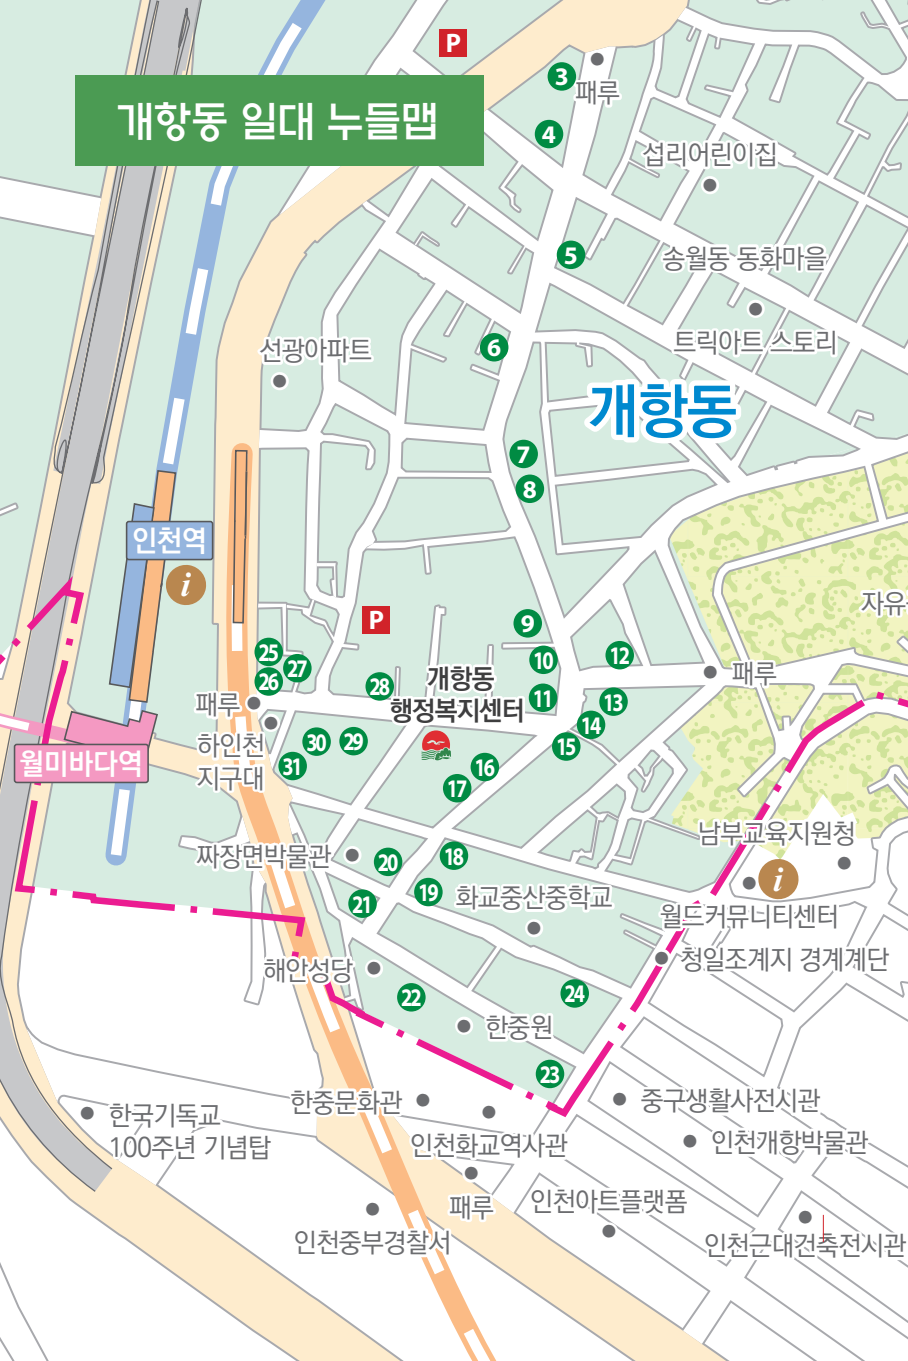 P
개항동 일대 누들맵
3
패루
4
섭리어린이집
5
송월동 동화마을
트릭아트 스토리
선광아파트
6
개항동
7
8
인천역
i
자유
P
9
25
27
26
10
12
28
패루
개항동
행정복지센터
11
13
패루
14
하인천
지구대
30
29
15
31
16
17
월미바다역
남부교육지원청
짜장면박물관
20
18
i
21
19
화교중산중학교
월드커뮤니티센터
청일조계지 경계계단
해안성당
22
24
한중원
23
한국기독교
100주년 기념탑
한중문화관
인천화교역사관
중구생활사전시관
인천개항박물관
패루
인천아트플랫폼
인천중부경찰서
인천근대건축전시관